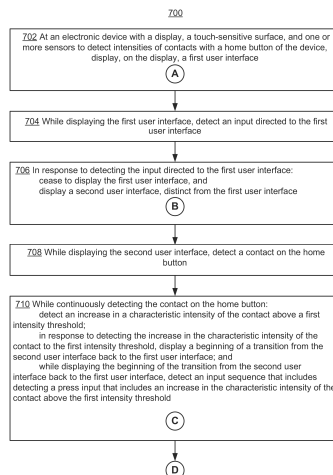 700
702 At an electronic device with a display, a touch-sensitive surface, and one or
more sensors to detect intensities of contacts with a home button of the device,
display, on the display, a first user interface
A
704 While displaying the first user interface, detect an input directed to the first
user interface
706 In response to detecting the input directed to the first user interface:
cease to display the first user interface, and
display a second user interface, distinct from the first user interface
B
708 While displaying the second user interface, detect a contact on the home
button
710 While continuously detecting the contact on the home button:
detect an increase in a characteristic intensity of the contact above a first
intensity threshold;
in response to detecting the increase in the characteristic intensity of the
contact to the first intensity threshold, display a beginning of a transition from the
second user interface back to the first user interface; and
while displaying the beginning of the transition from the second user
interface back to the first user interface, detect an input sequence that includes
detecting a press input that includes an increase in the characteristic intensity of the
contact above the first intensity threshold
C
D